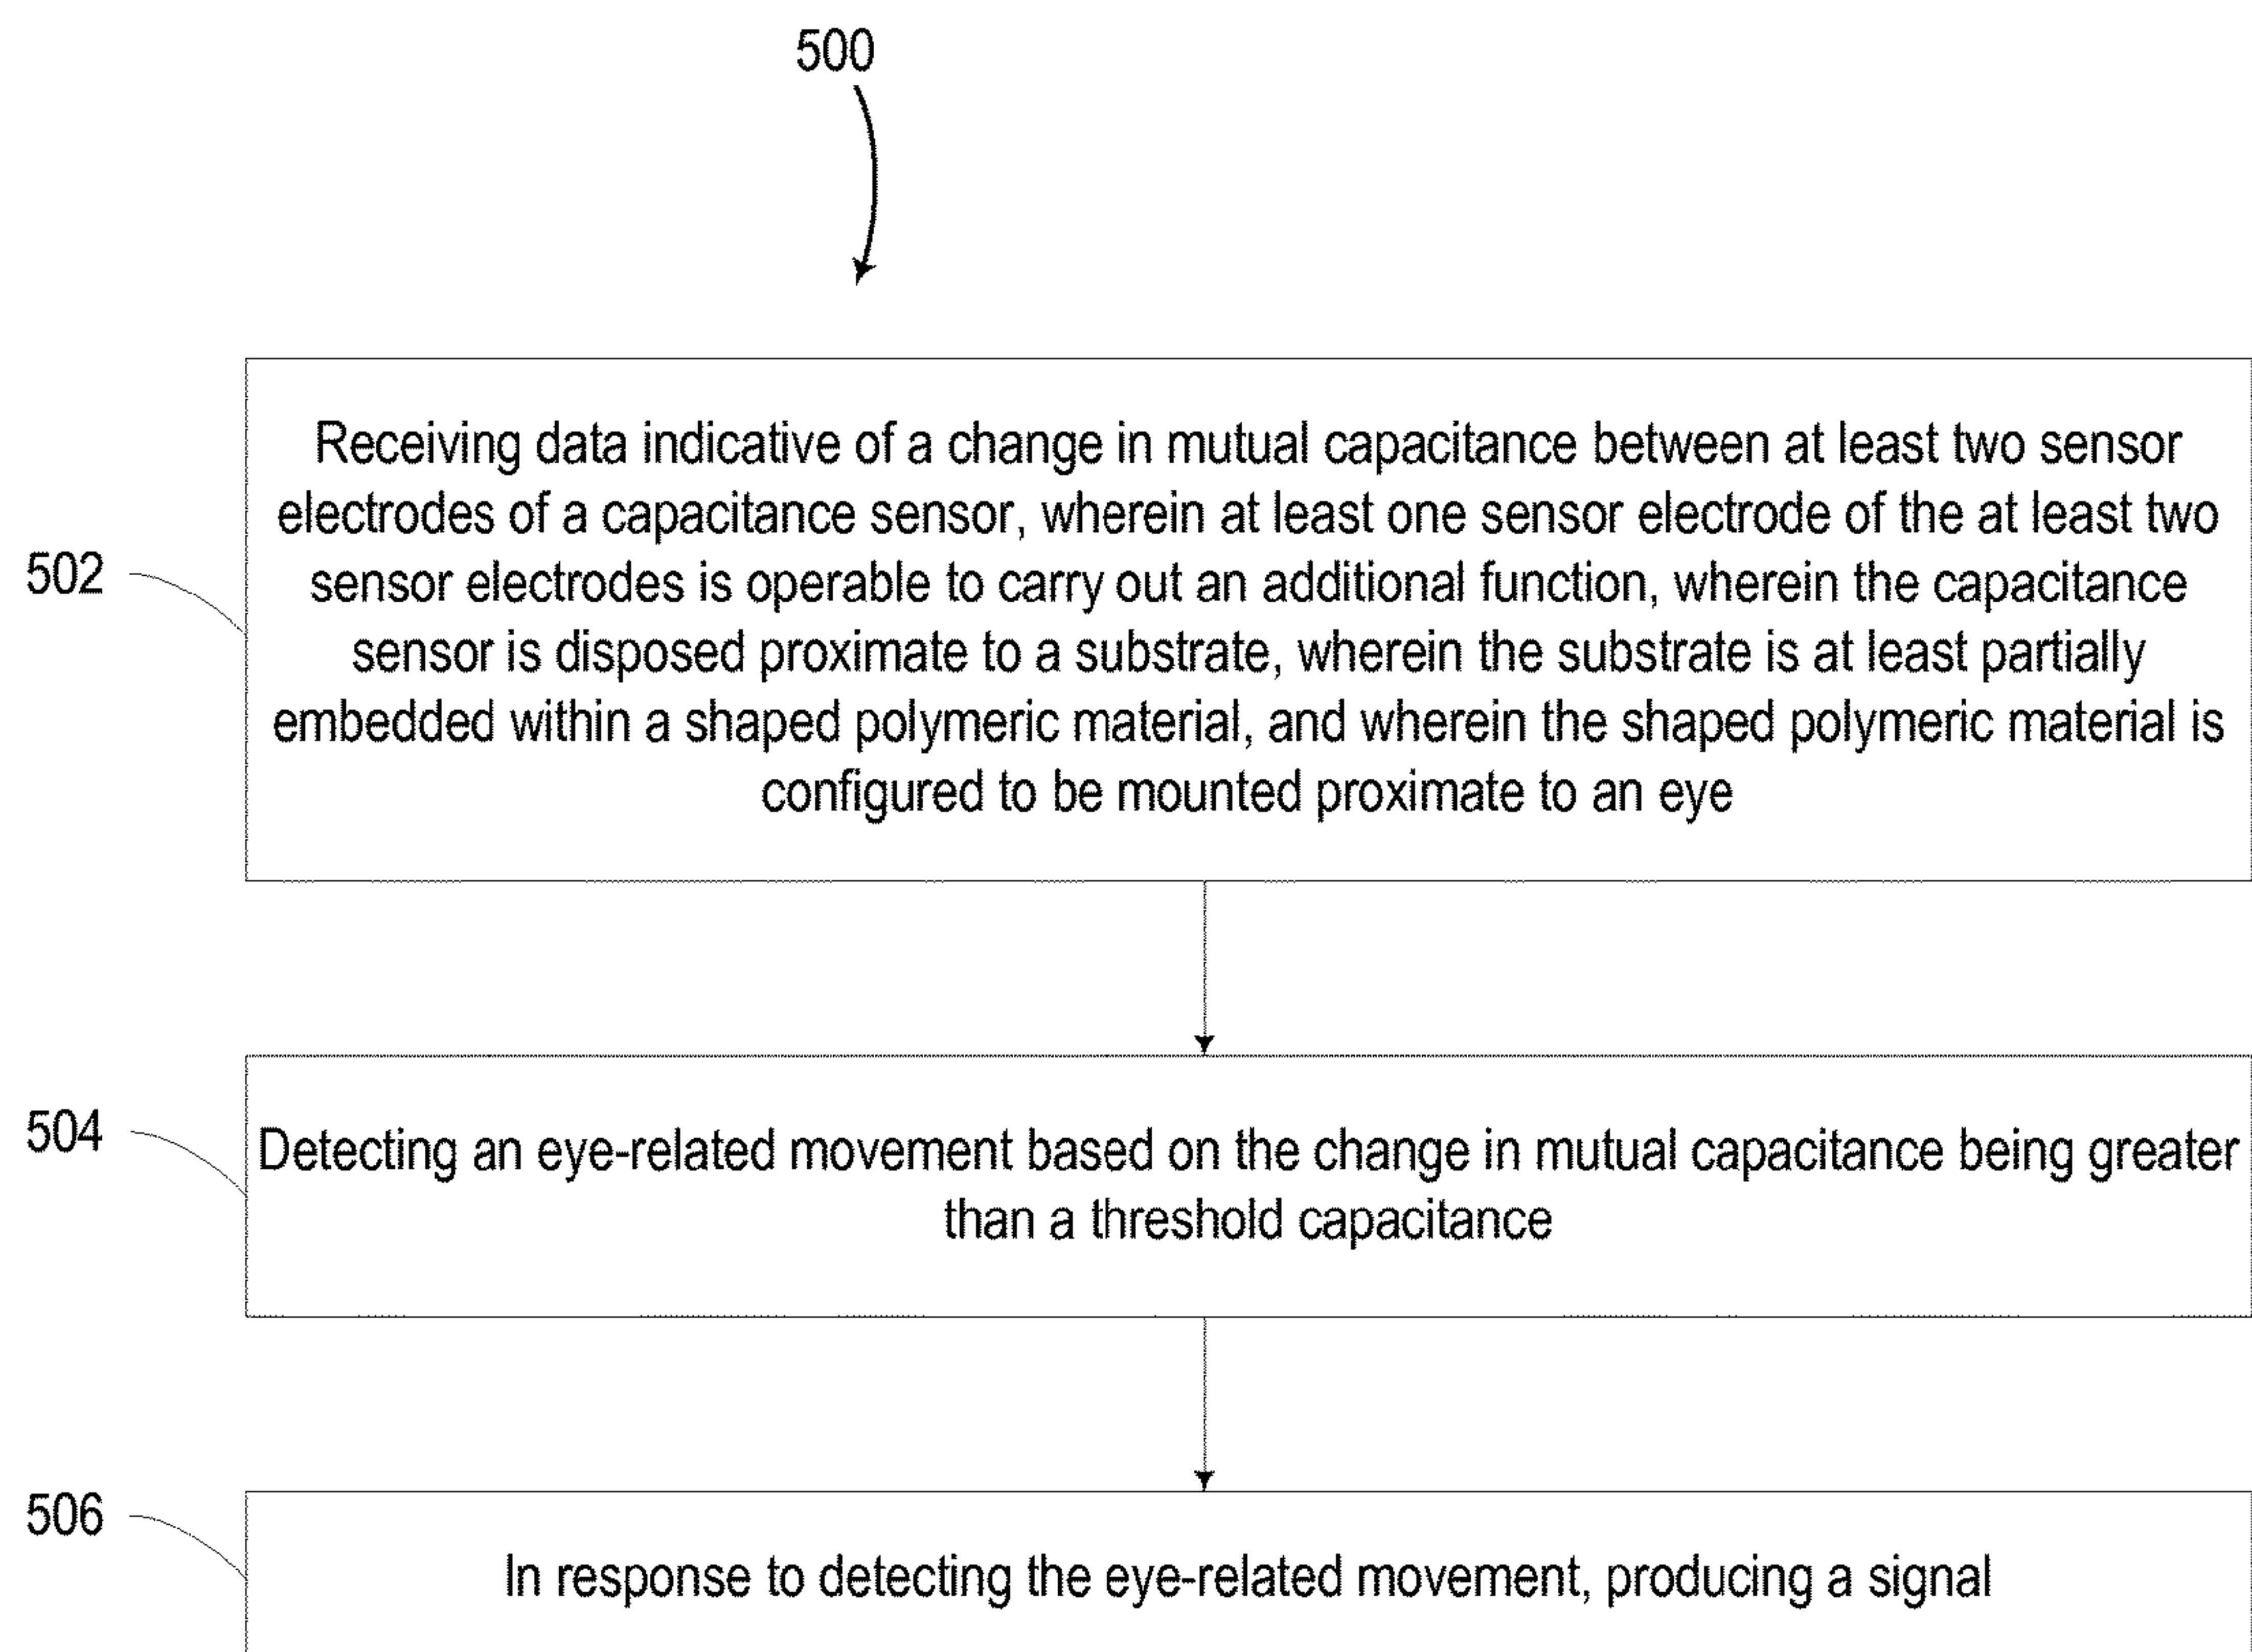 500
Receiving data indicative of a change in mutual capacitance between at least two sensor
electrodes of a capacitance sensor, wherein at least one sensor electrode of the at least two
502
sensor electrodes is operable to carry out an additional function, wherein the capacitance
sensor is disposed proximate to a substrate, wherein the substrate is at least partially
embedded within a shaped polymeric material, and wherein the shaped polymeric material is
configured to be mounted proximate to an eye
504
Detecting an eye-related movement based on the change in mutual capacitance being greater
than a threshold capacitance
506
In response to detecting the eye-related movement, producing a signal